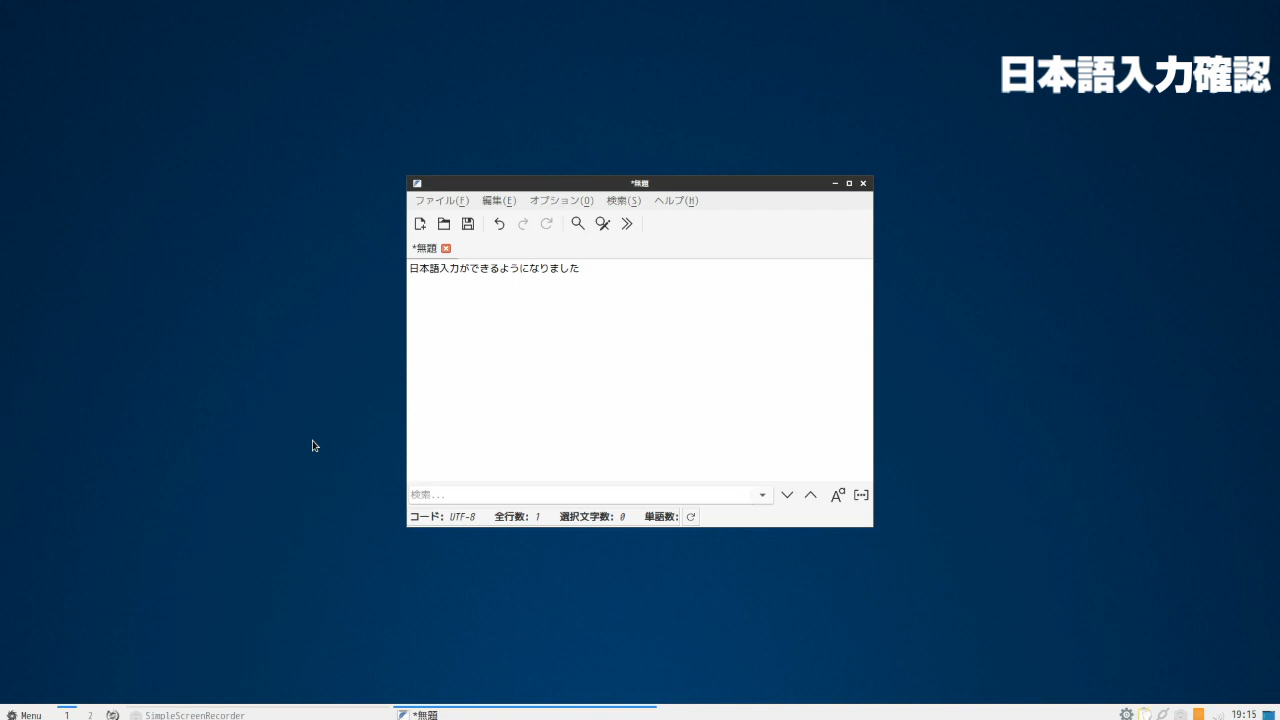 日本語入力確認
*無題
ファイル(F) 編集(E) オプション(O) 検索(S) ヘルプ(H)
*無題
日本語入力ができるようになりました
検索...
コード: UTF-8 全行数: 1 選択文字数: 0 単語数:
Menu 1 2 SimpleScreenRecorder *無題 19:15